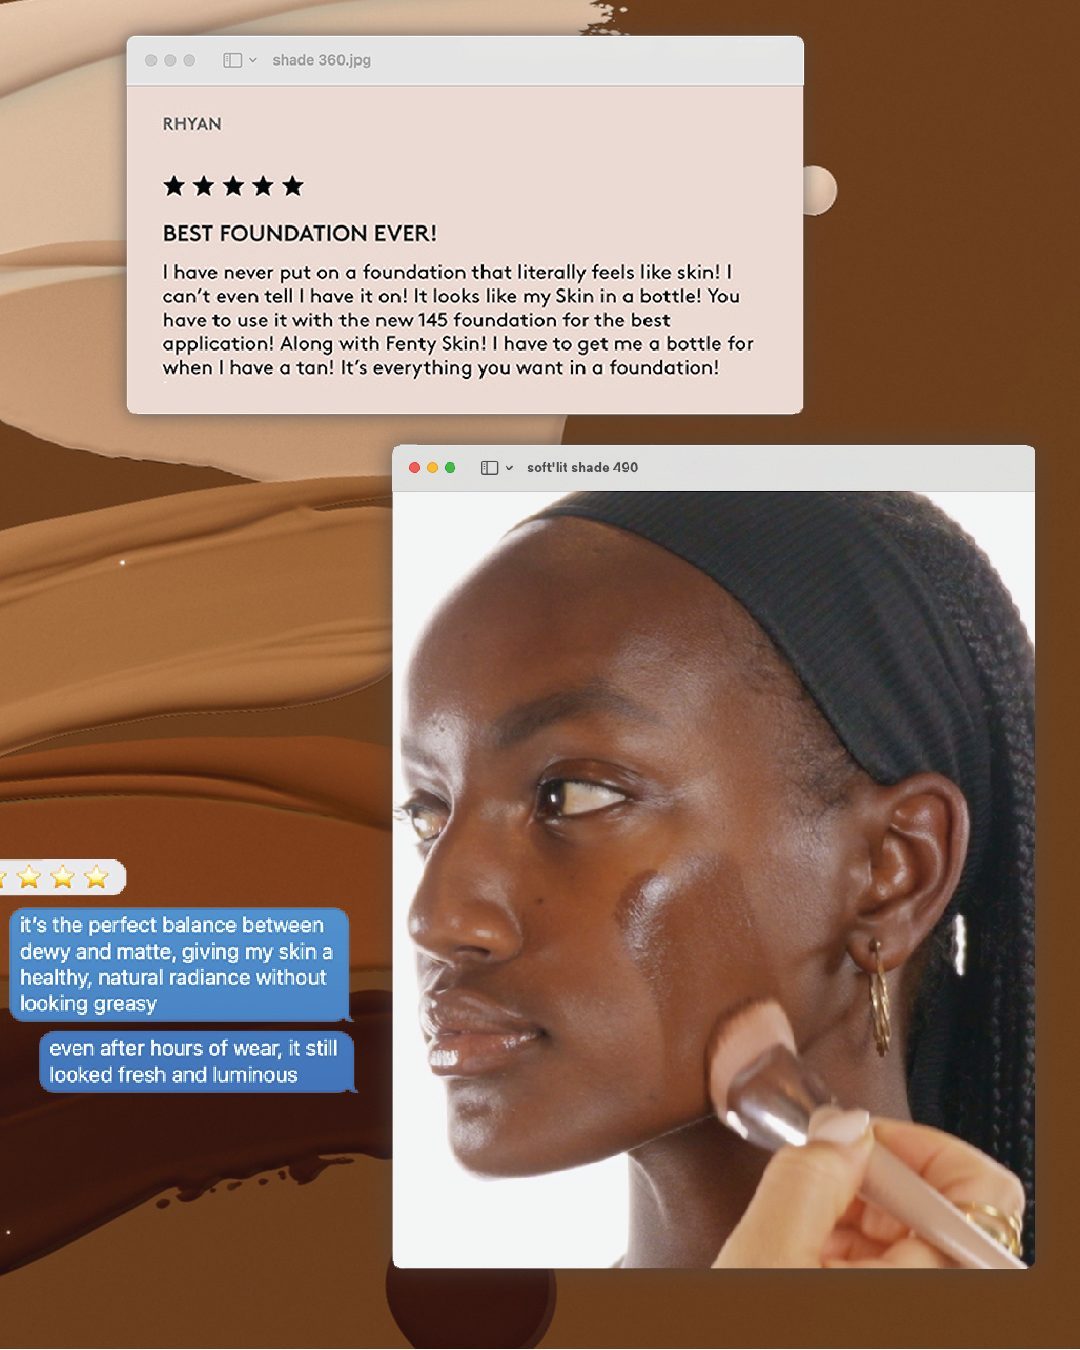 shade 360.jpg
RHYAN
BEST FOUNDATION EVER!
I have never put on a foundation that literally feels like skin! I
can't even tell I have it on! It looks like my Skin in a bottle! You
have to use it with the new 145 foundation for the best
application! Along with Fenty Skin! I have to get me a bottle for
when I have a tan! It's everything you want in a foundation!
soft'lit shade 490
it's the perfect balance between
dewy and matte, giving my skin a
healthy, natural radiance without
looking greasy
even after hours of wear, it still
looked fresh and luminous